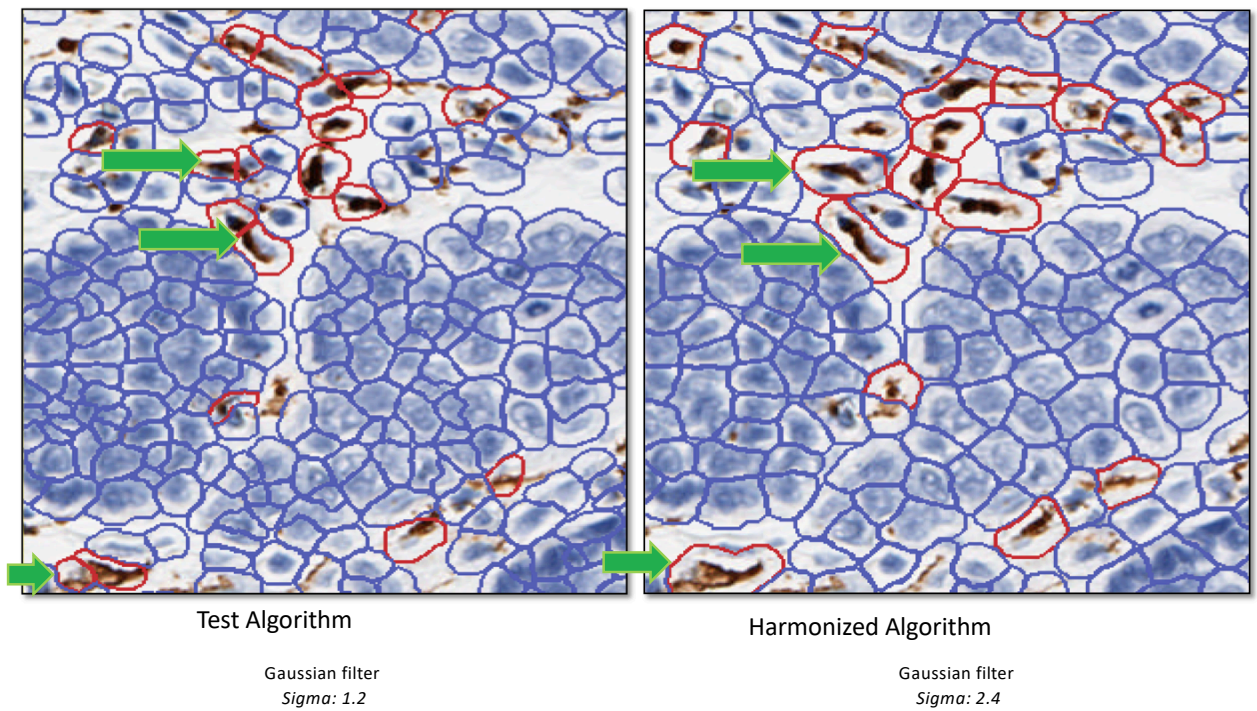 Test Algorithm
Harmonized Algorithm
Gaussian filter
Sigma: 1.2
Gaussian filter
Sigma: 2.4